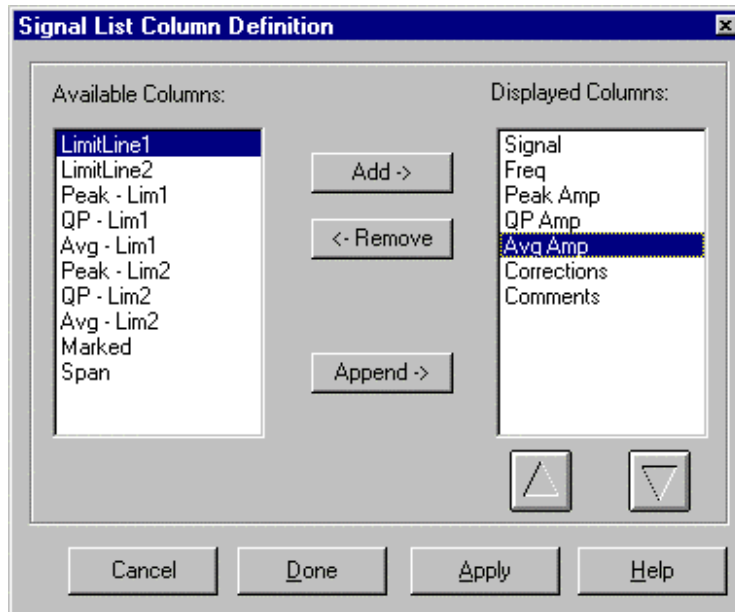 Signal List Column Definition
Available Columns:
LimitLine1
LimitLine2
Peak - Lim1
QP - Lim1
Avg - Lim1
Peak - Lim2
QP - Lim2
Avg - Lim2
Marked
Span
Add ->
<- Remove
Append ->
Displayed Columns:
Signal
Freq
Peak Amp
QP Amp
Avg Amp
Corrections
Comments
Cancel
Done
Apply
Help